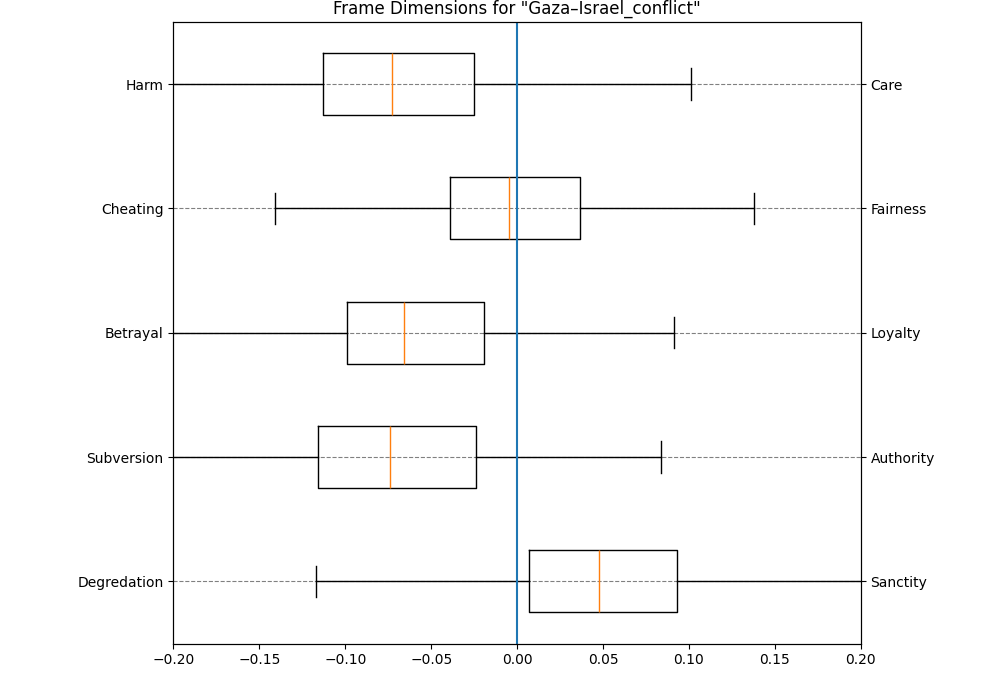 Frame Dimensions for "Gaza–Israel_conflict"
Harm
Care
Cheating
Fairness
Betrayal
Loyalty
Subversion
Authority
Degredation
Sanctity
−0.20 −0.15 −0.10 −0.05 0.00 0.05 0.10 0.15 0.20